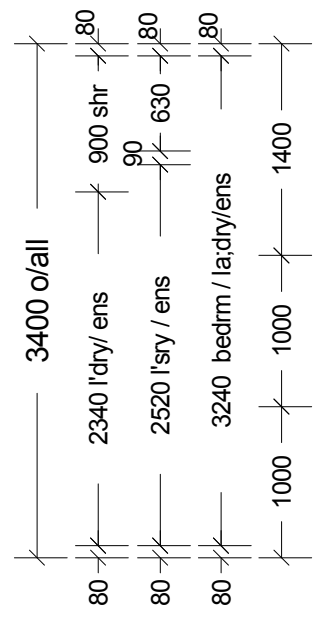 3400 o/all
80 2340 l'dry/ ens 900 shr 80
80 2520 l'sry / ens 90 630 80
80 3240 bedrm / la;dry/ens 80
1000 1000 1400